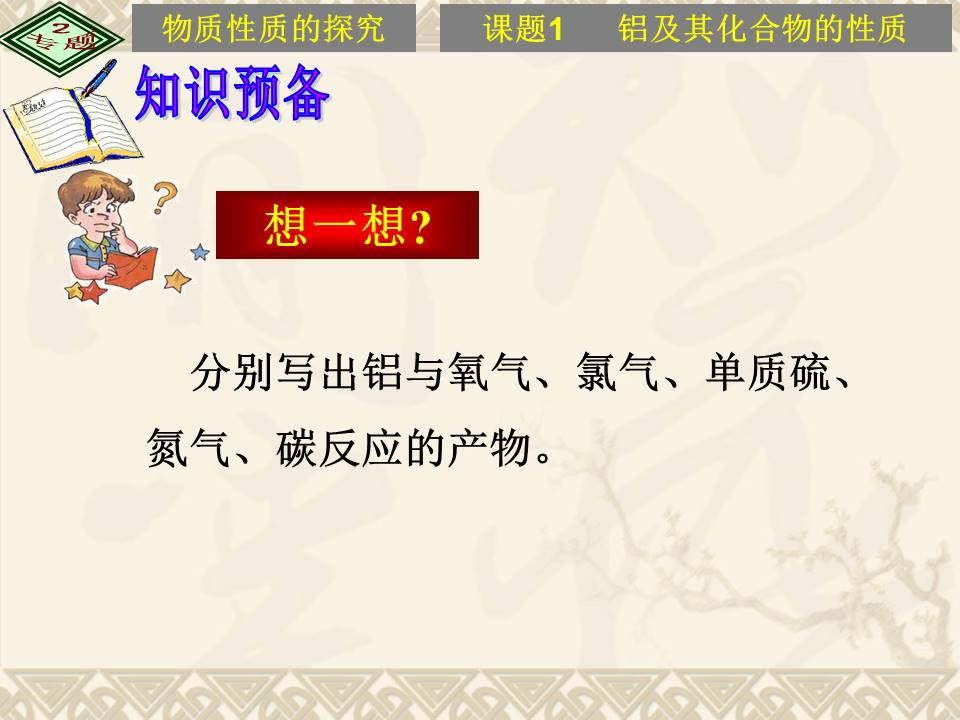 2
专题
物质性质的探究
课题1 铝及其化合物的性质
知识预备
想一想?
分别写出铝与氧气、氯气、单质硫、
氮气、碳反应的产物。